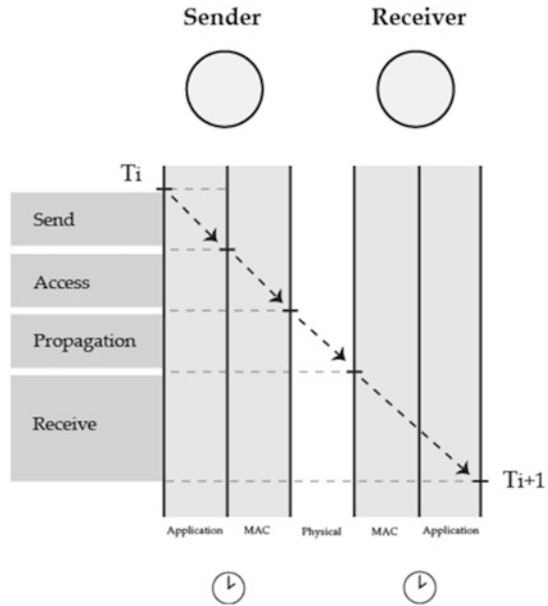 Sender Receiver
Ti
Send
Access
Propagation
Receive
Ti+1
Application MAC Physical MAC Application